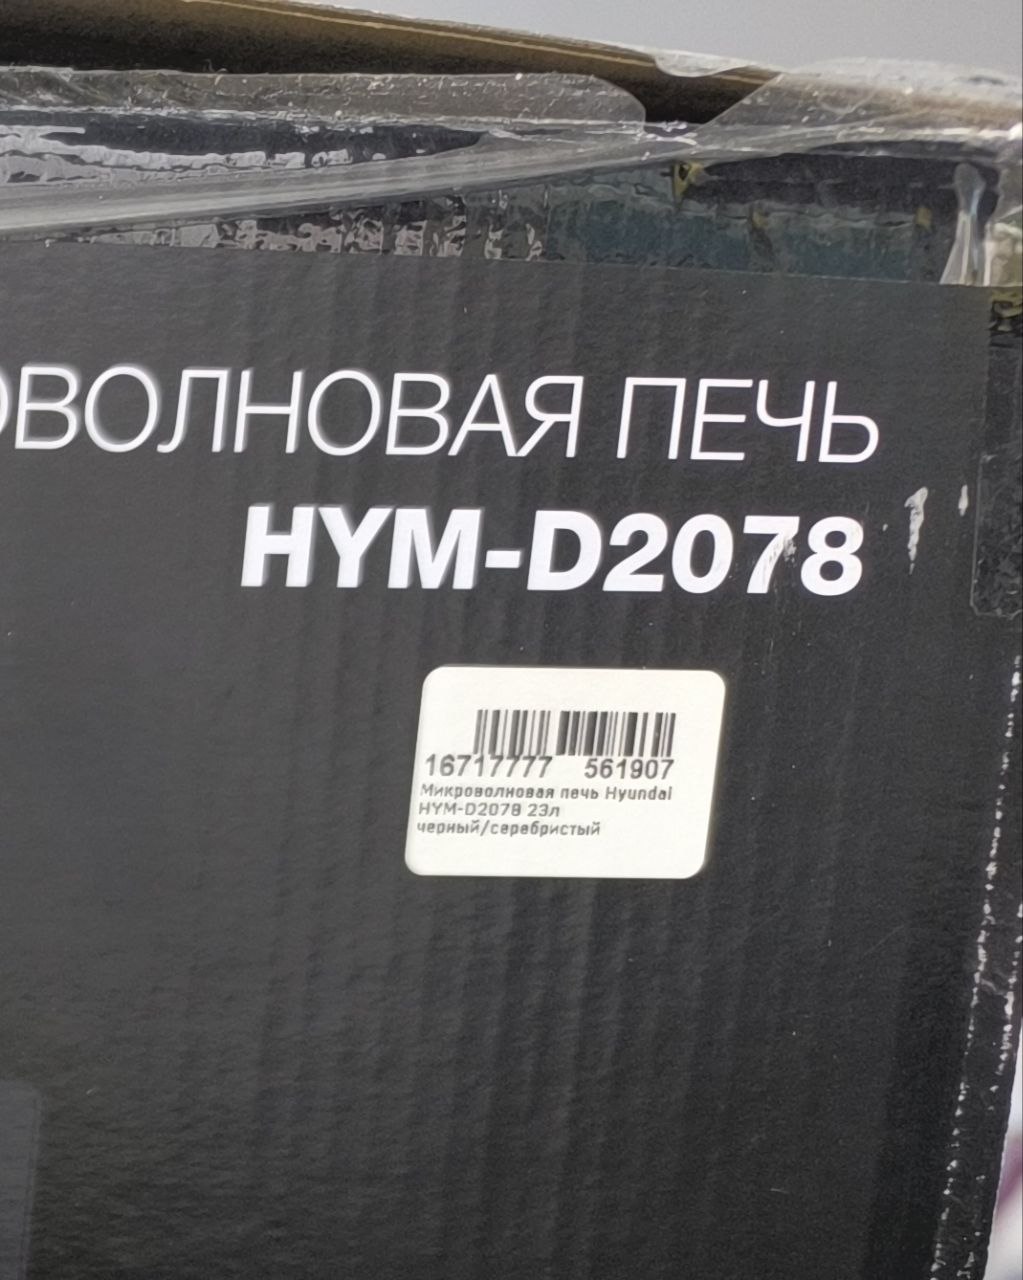 ОВОЛНОВАЯ ПЕЧЬ
HYM-D2078
16717777 561907
Микроволновая печь Hyundai
HYM-D2078 23л
черный/серебристый